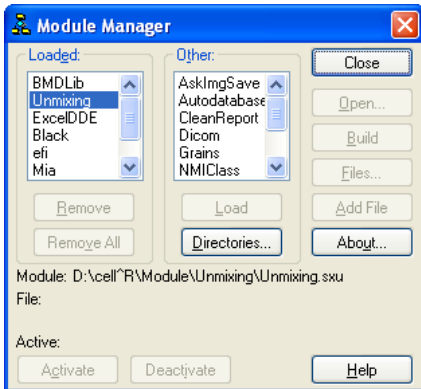 Module Manager
Loaded:
BMDLib
Unmixing
ExcelDDE
Black
efi
Mia
Remove
Remove All
Other:
AskImgSave
Autodatabase
CleanReport
Dicom
Grains
NMIClass
Load
Directories...
Close
Open...
Build
Files...
Add File
About...
Module: D:\cell^R\Module\Unmixing\Unmixing.sxu
File:
Active:
Activate
Deactivate
Help